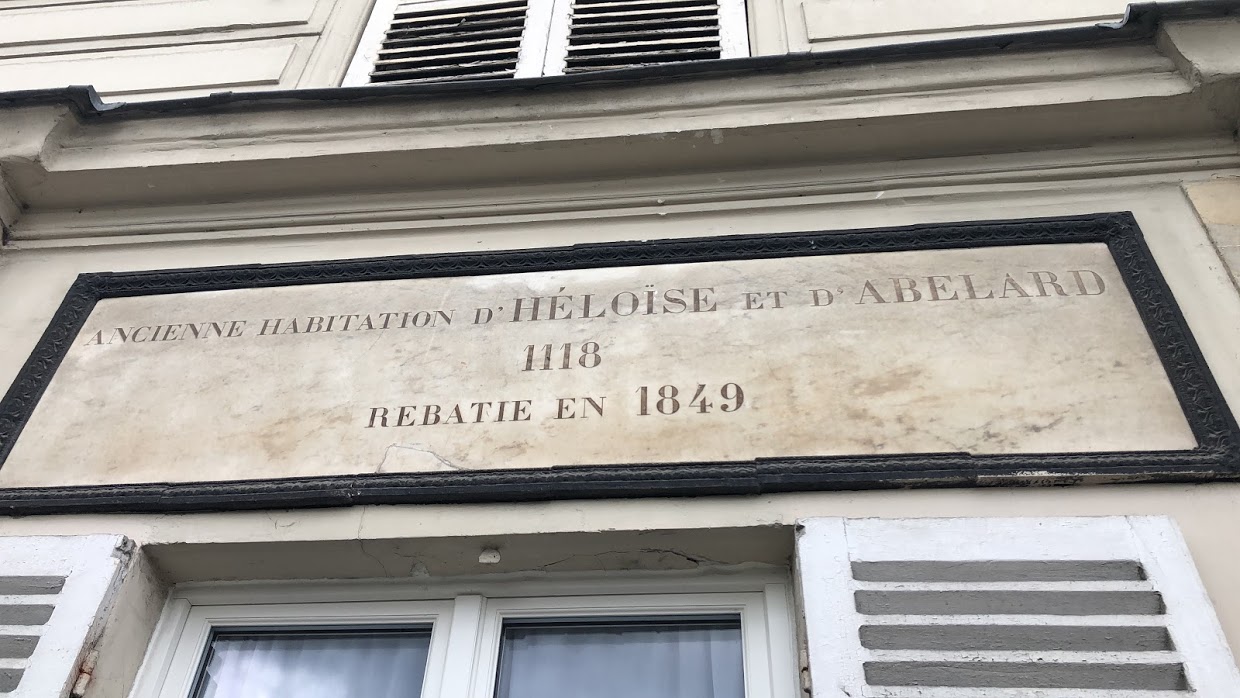 ANCIENNE HABITATION D'HÉLOÏSE ET D'ABELARD
1118
REBATIE EN 1849